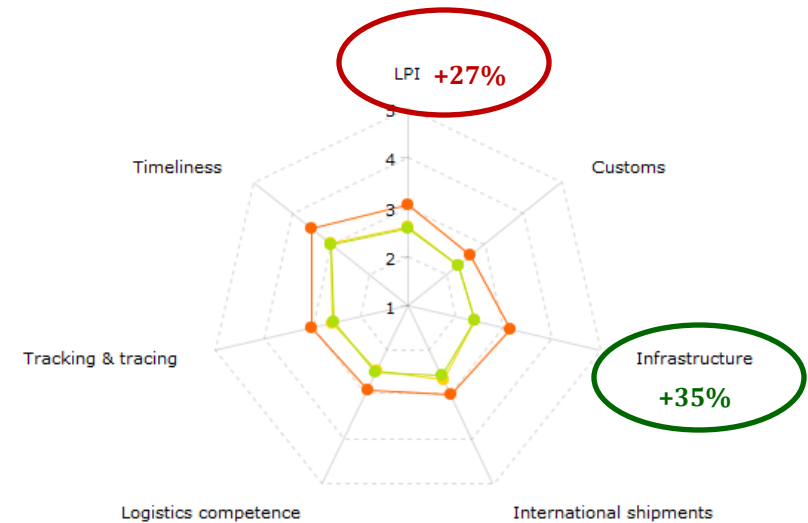 LPI +27%
5
Timeliness
4
Customs
3
2
1
Tracking & tracing
Infrastructure
+35%
Logistics competence
International shipments